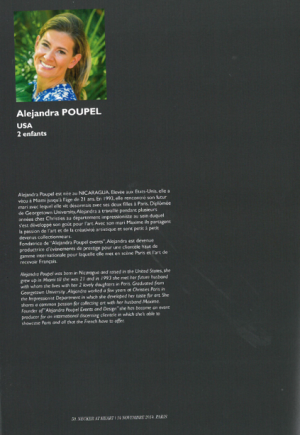 Alejandra POUPEL
USA
2 enfants
Alejandra Poupel est née au NICARAGUA. Elevée aux Etats-Unis, elle a
vécu à Miami jusqu'à l'age de 21 ans. En 1993, elle rencontre son futur
mari avec lequel elle vit désormais avec ses deux filles à Paris. Diplômée
de Georgetown University, Alejandra a travaillé pendant plusieurs
années chez Christies au département impressionniste au sein duquel
s'est développé son goût pour l'art. Avec son mari Maxime ils partagent
la passion de l'art et de la créativité artistique et sont petit à petit
devenus collectionneurs.
Fondatrice de "Alejandra Poupel events", Alejandra est devenue
productrice d'événements de prestige pour une clientèle haut de
gamme internationale pour laquelle elle met en scène Paris et l'art de
recevoir Français.
Alejandra Poupel was born in Nicaragua and raised in the United States, she
grew up in Miami till she was 21 and in 1993 she met her future husband
with whom she lives with her 2 lovely daughters in Paris. Graduated from
Georgetown University, Alejandra worked a few years at Christies Paris in
the Impressionist Department in which she developed her taste for art. She
shares a common passion for collecting art with her husband Maxime.
Founder of "Alejandra Poupel Events and Design" she has become an event
producer for an international discerning clientele in which she's able to
showcase Paris and all that the French have to offer.
AT HEART I 14 NOVEMBRE PARIS